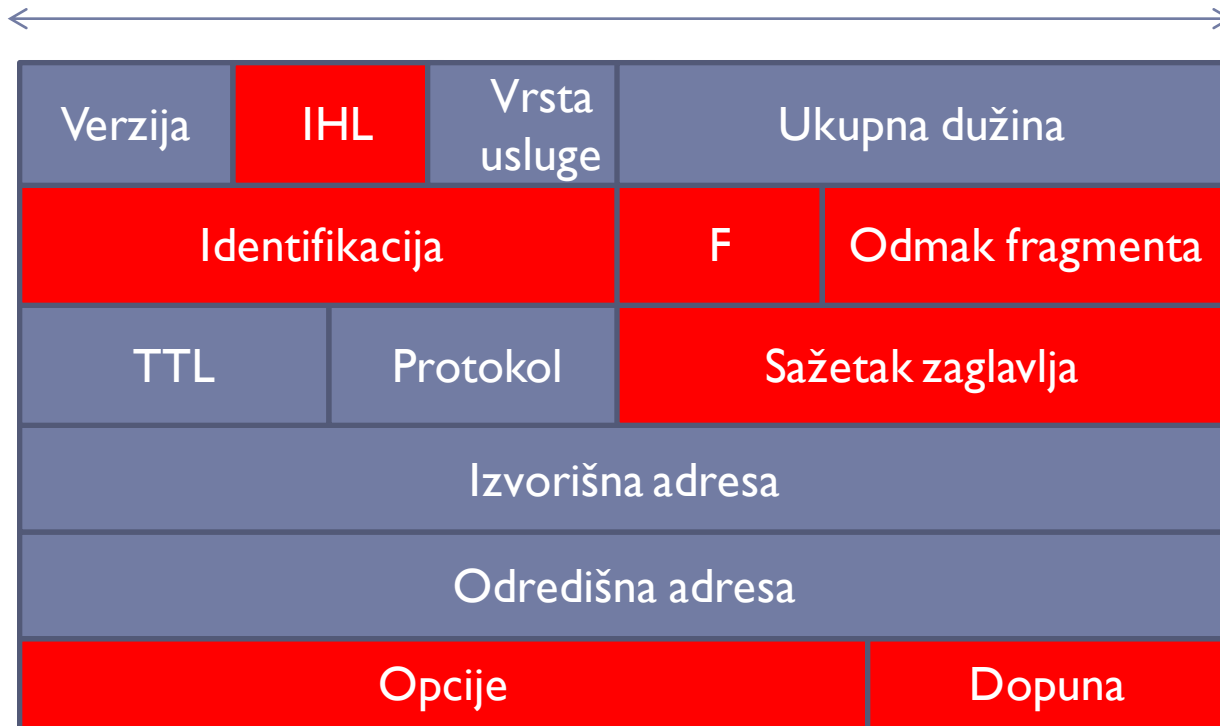 Verzija
IHL
Vrsta
usluge
Ukupna dužina
Identifikacija
F
Odmak fragmenta
TTL
Protokol
Sažetak zaglavlja
Izvorišna adresa
Odredišna adresa
Opcije
Dopuna